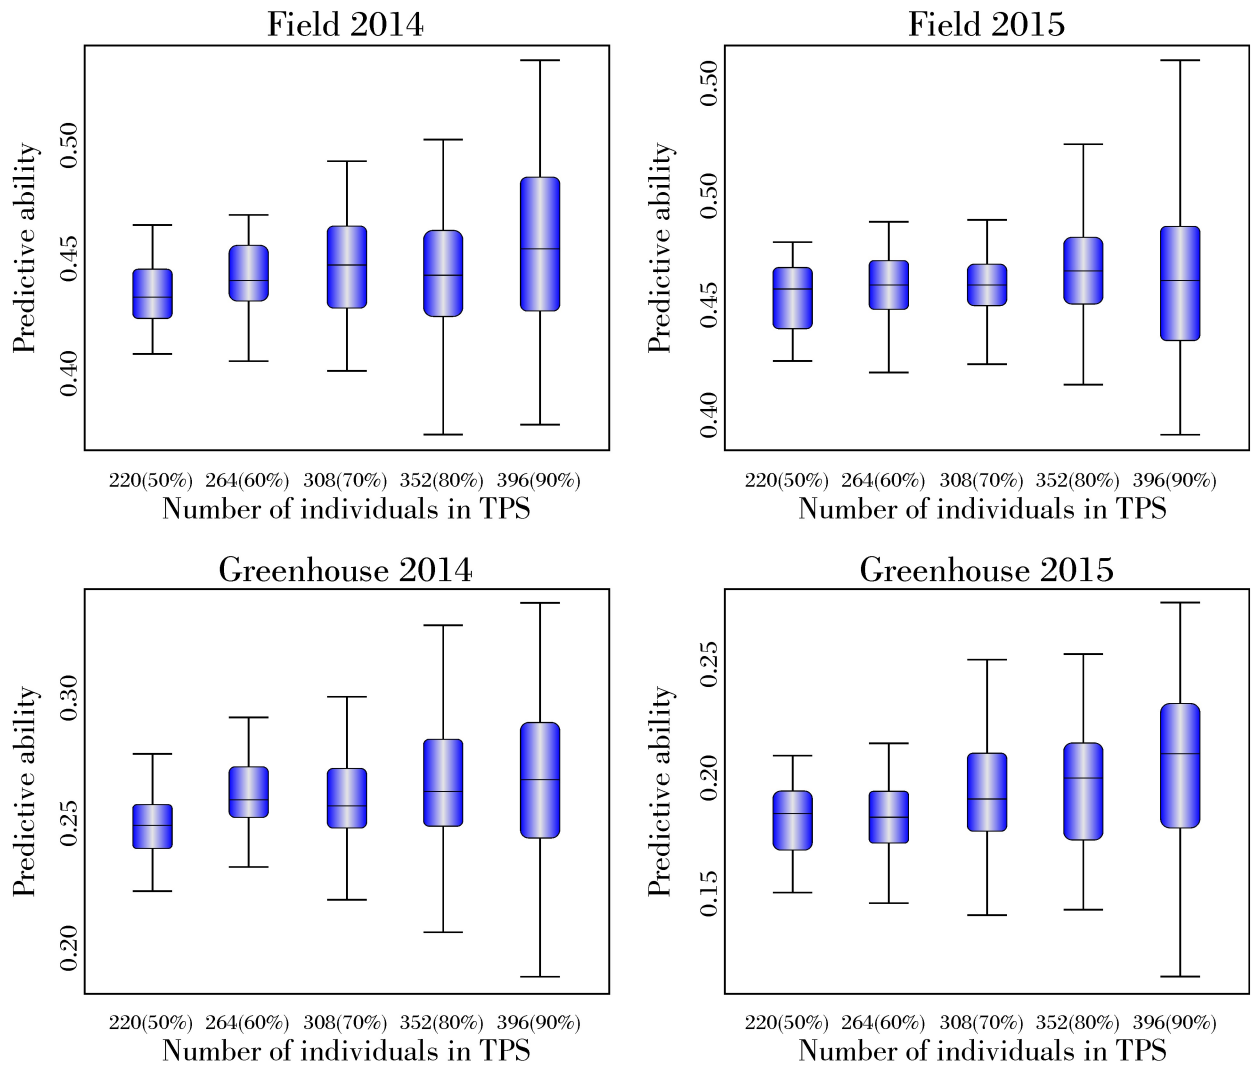 Field 2014
Predictive ability
0.50
0.45
0.40
220(50%) 264(60%) 308(70%) 352(80%) 396(90%)
Number of individuals in TPS
Field 2015
Predictive ability
0.50
0.50
0.45
0.40
220(50%) 264(60%) 308(70%) 352(80%) 396(90%)
Number of individuals in TPS
Greenhouse 2014
Predictive ability
0.30
0.25
0.20
220(50%) 264(60%) 308(70%) 352(80%) 396(90%)
Number of individuals in TPS
Greenhouse 2015
Predictive ability
0.25
0.20
0.15
220(50%) 264(60%) 308(70%) 352(80%) 396(90%)
Number of individuals in TPS